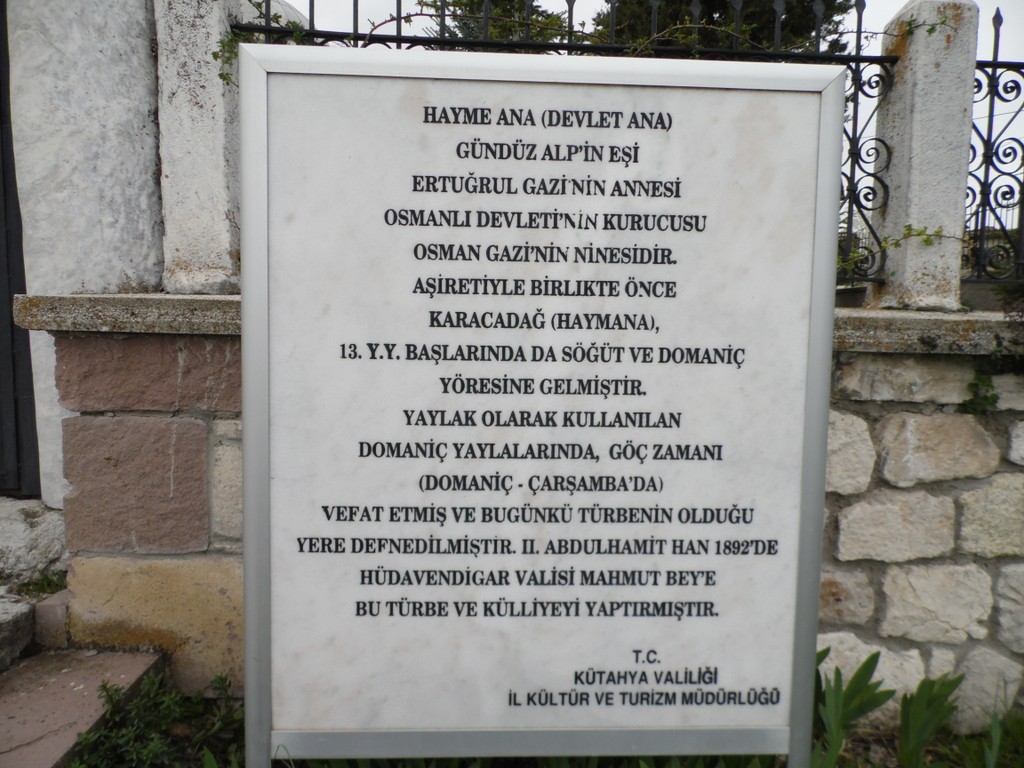 HAYME ANA (DEVLET ANA)
GÜNDÜZ ALP'IN EŞİ
ERTUĞRUL GAZİ'NİN ANNESİ
OSMANLI DEVLETİ'NİN KURUCUSU
OSMAN GAZİ'NİN NİNESİDİR.
AŞİRETİYLE BİRLİKTE ÖNCE
KARACADAĞ (HAYMANA),
13. Y.Y. BAŞLARINDA DA SÖĞÜT VE DOMANİÇ
YÖRESİNE GELMİŞTİR.
YAYLAK OLARAK KULLANILAN
DOMANİÇ YAYLALARINDA, GÖÇ ZAMANI
(DOMANİÇ - ÇARŞAMBA'DA)
VEFAT ETMİŞ VE BUGÜNKÜ TÜRBENİN OLDUĞU
YERE DEFNEDİLMİŞTİR. II. ABDULHAMİT HAN 1892'DE
HÜDAVENDİGAR VALİSİ MAHMUT BEY'E
BU TÜRBE VE KÜLLİYEYİ YAPTIRMIŞTIR.
T.C.
KÜTAHYA VALİLİĞİ
İL KÜLTÜR VE TURİZM MÜDÜRLÜĞÜ